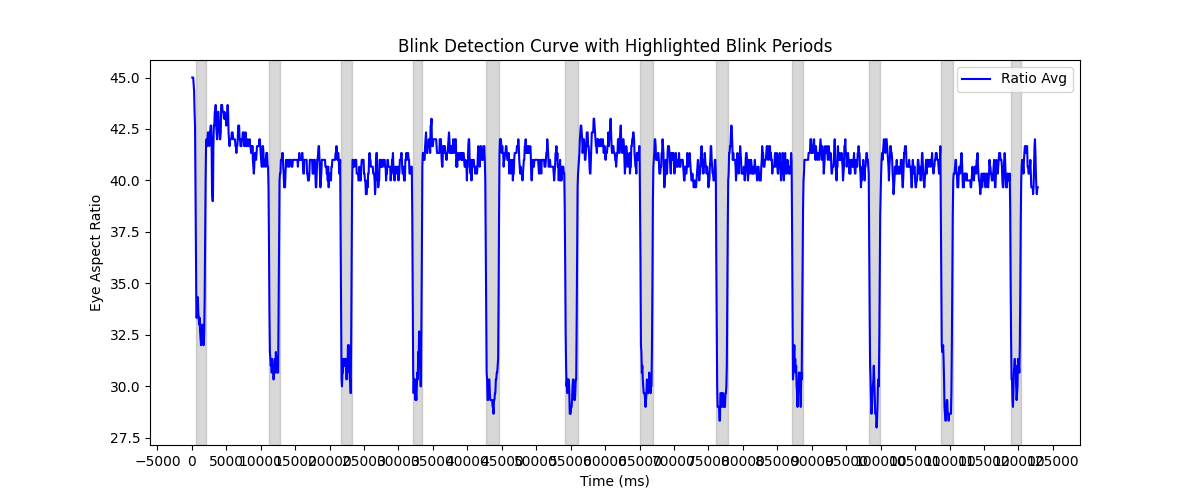 Blink Detection Curve with Highlighted Blink Periods
Ratio Avg
45.0
42.5
40.0
37.5
35.0
32.5
30.0
27.5
Eye Aspect Ratio
−5000 0 5000 10000 15000 20000 25000 30000 35000 40000 45000 50000 55000 60000 65000 70000 75000 80000 85000 90000 95000 100000 105000 110000 115000 120000 125000
Time (ms)